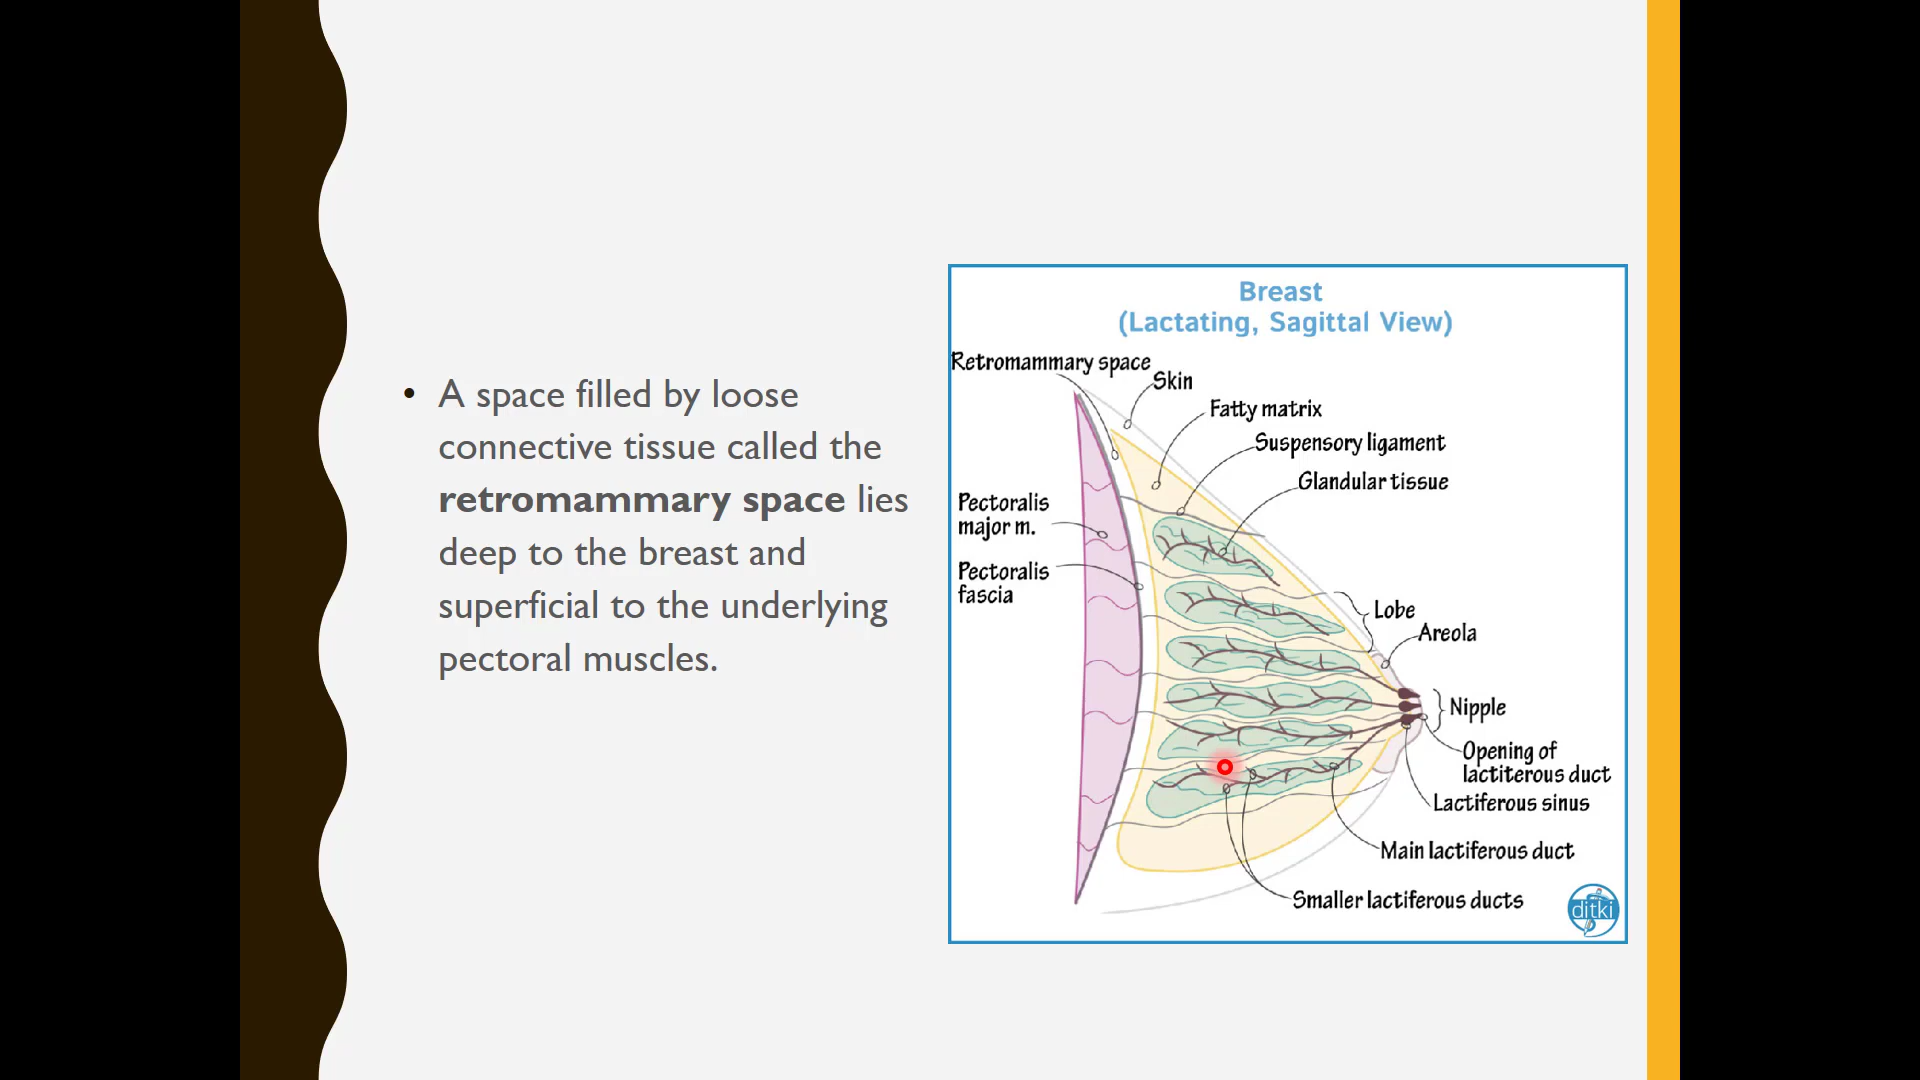 • A space filled by loose
connective tissue called the
retromammary space lies
deep to the breast and
superficial to the underlying
pectoral muscles.
Breast
(Lactating, Sagittal View)
Retromammary space
Skin
Fatty matrix
Suspensory ligament
Glandular tissue
Pectoralis
major m.
Pectoralis
fascia
Lobe
Areola
Nipple
Opening of
lactiterous duct
Lactiferous sinus
Main lactiferous duct
Smaller lactiferous ducts
ditki